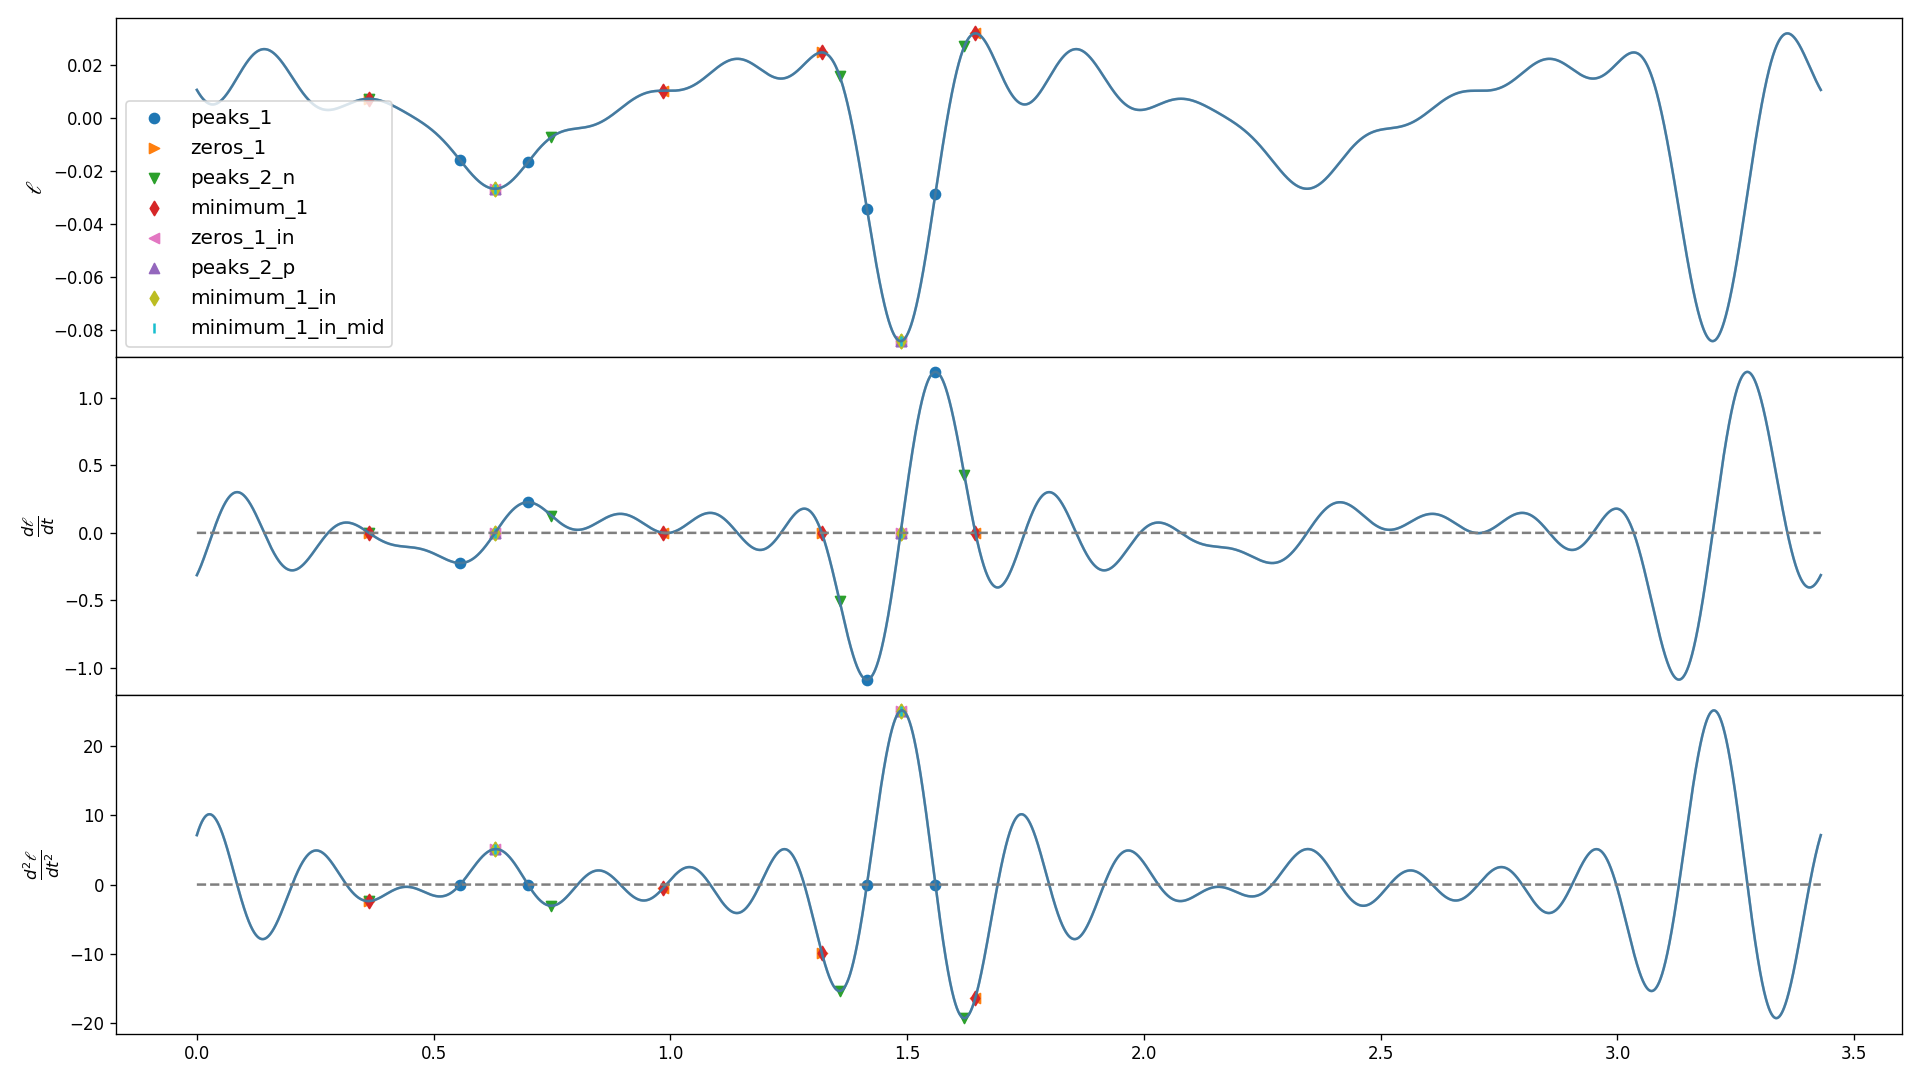 0.02
0.00
−0.02
−0.04
−0.06
−0.08
ℓ
peaks_1
zeros_1
peaks_2_n
minimum_1
zeros_1_in
peaks_2_p
minimum_1_in
minimum_1_in_mid
1.0
0.5
0.0
−0.5
−1.0
dℓ
dt
20
10
0
−10
−20
d²ℓ
dt²
0.0 0.5 1.0 1.5 2.0 2.5 3.0 3.5